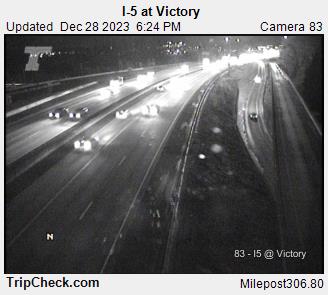 I-5 at Victory
Updated Dec 28 2023 6:24 PM Camera 83
T
N
83 - I5 @ Victory
TripCheck.com Milepost306.80